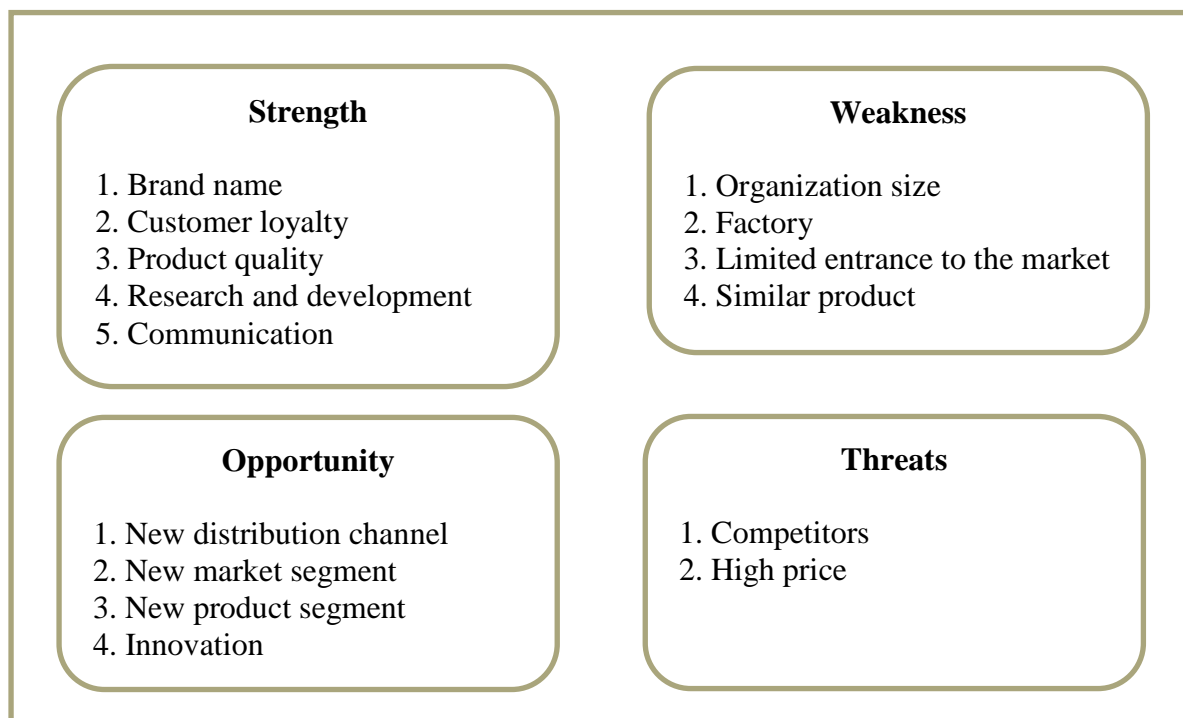 Strength
1. Brand name
2. Customer loyalty
3. Product quality
4. Research and development
5. Communication
Weakness
1. Organization size
2. Factory
3. Limited entrance to the market
4. Similar product
Opportunity
1. New distribution channel
2. New market segment
3. New product segment
4. Innovation
Threats
1. Competitors
2. High price